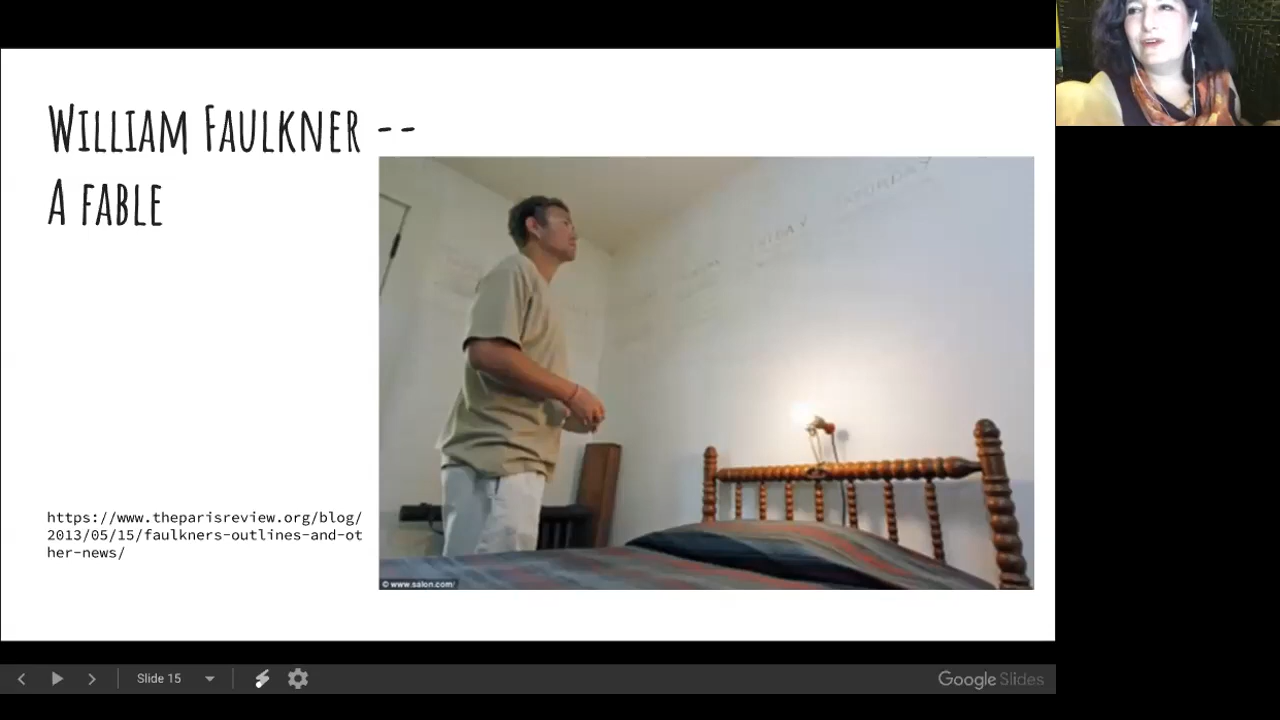 William Faulkner --
A fable
FRIDAY
https://www.theparisreview.org/blog/
2013/05/15/faulkners-outlines-and-ot
her-news/
© www.salon.com/
Slide 15
Google Slides